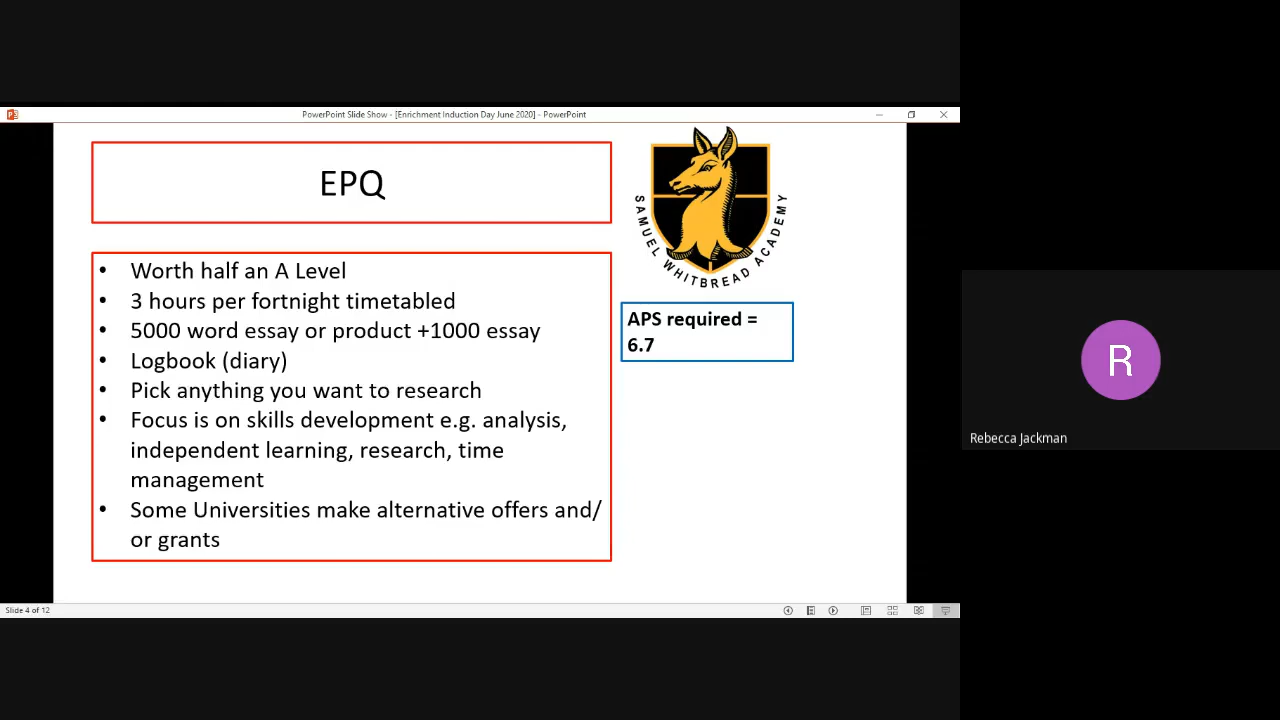 PowerPoint Slide Show - [Enrichment Induction Day June 2020] - PowerPoint
EPQ
SAMUEL WHITBREAD ACADEMY
• Worth half an A Level
• 3 hours per fortnight timetabled
• 5000 word essay or product +1000 essay
• Logbook (diary)
• Pick anything you want to research
• Focus is on skills development e.g. analysis,
independent learning, research, time
management
• Some Universities make alternative offers and/
or grants
APS required =
6.7
R
Rebecca Jackman
Slide 4 of 12